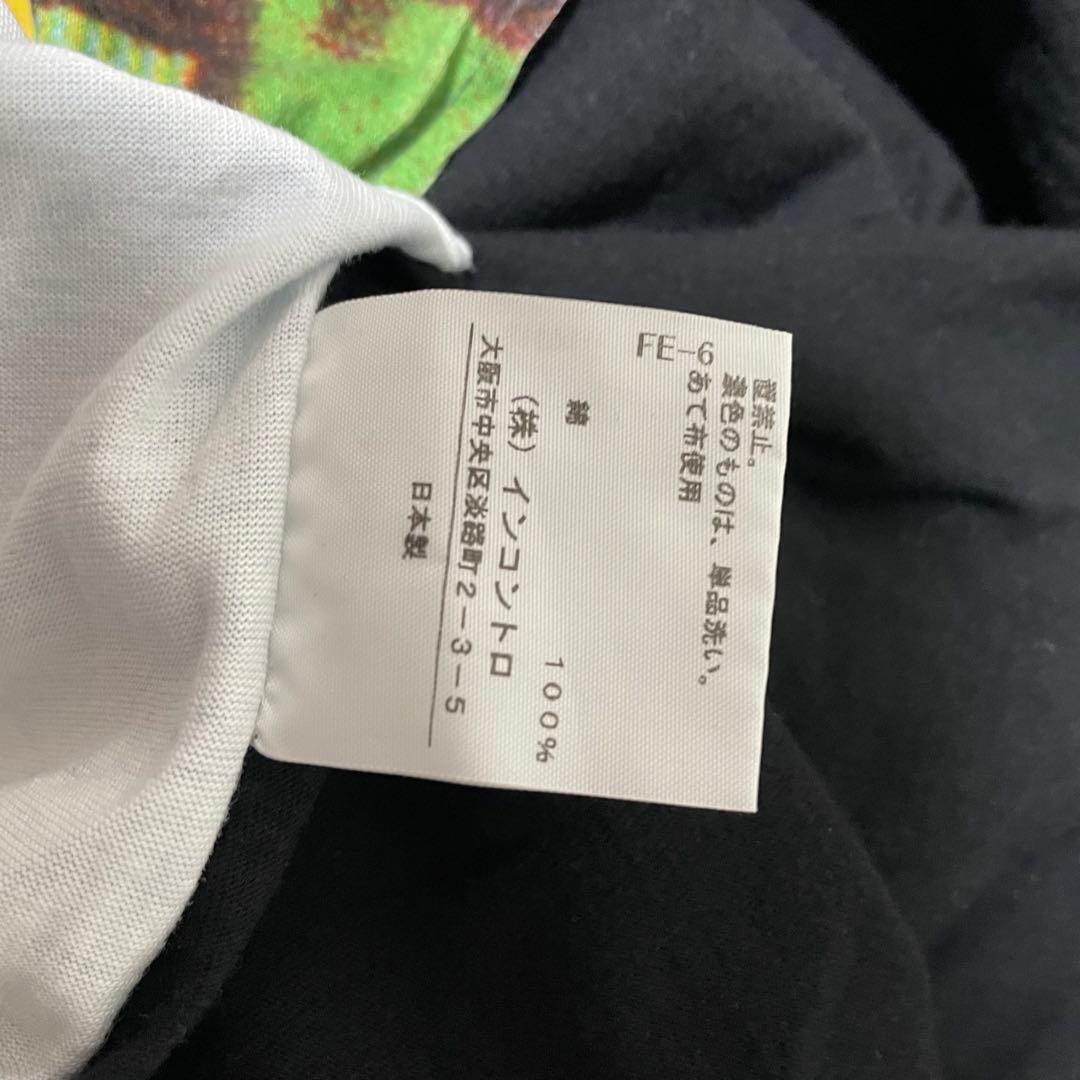 禁止。
濃色のものは、単品洗い。
あて布使用
FE-6
綿 100%
(株)インコントロ
大阪市中央区淡路町2-3-5
日本製